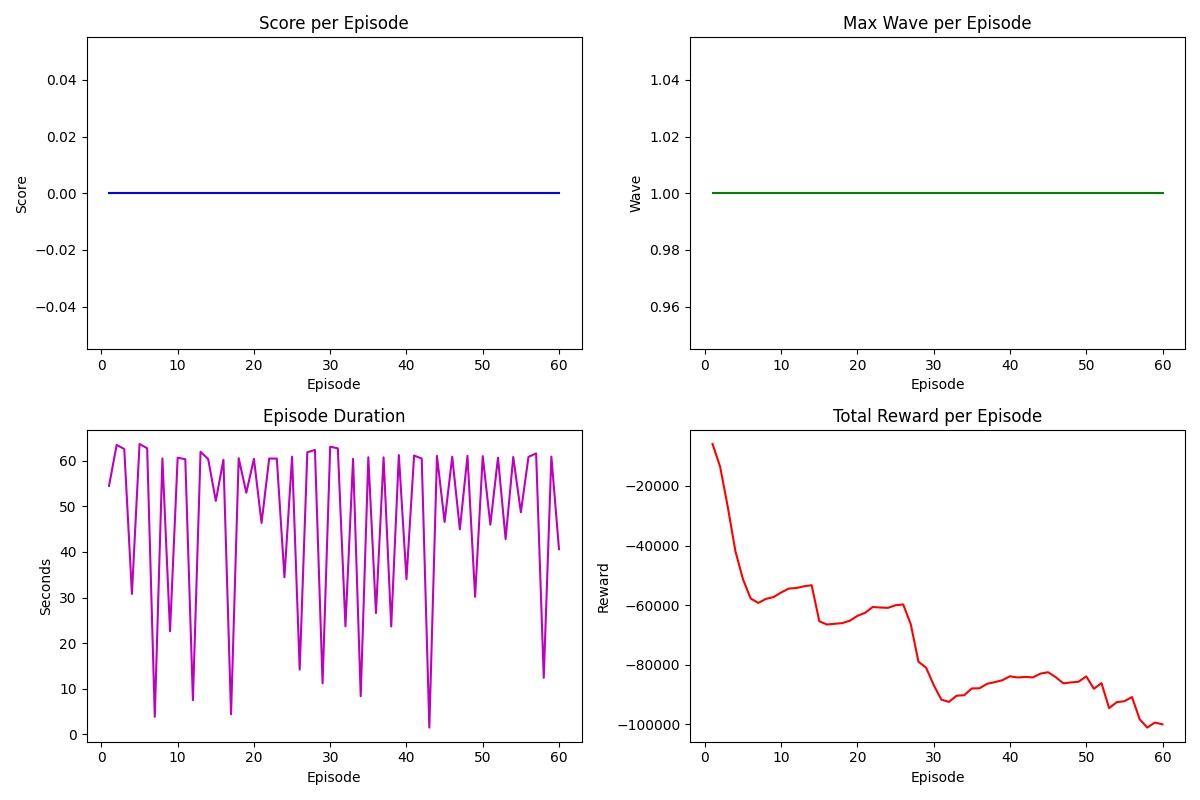 Score per Episode
Score
0.04
0.02
0.00
−0.02
−0.04
0 10 20 30 40 50 60
Episode
Max Wave per Episode
Wave
1.04
1.02
1.00
0.98
0.96
0 10 20 30 40 50 60
Episode
Episode Duration
Seconds
60
50
40
30
20
10
0
0 10 20 30 40 50 60
Episode
Total Reward per Episode
Reward
−20000
−40000
−60000
−80000
−100000
0 10 20 30 40 50 60
Episode